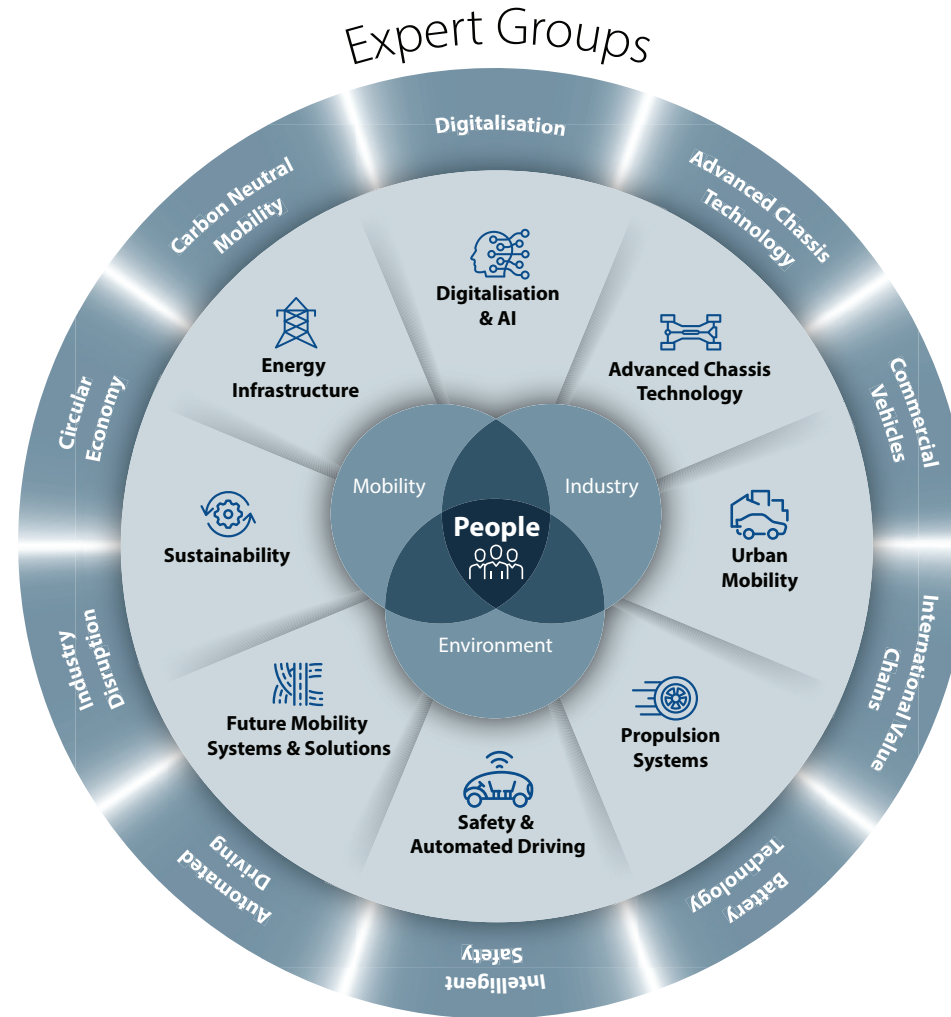 Expert Groups
Digitalisation
Advanced Chassis
Technology
Commercial
Vehicles
International Value
Chains
Battery
Technology
Intelligent
Safety
Automated
Driving
Industry
Disruption
Circular
Economy
Carbon Neutral
Mobility
Digitalisation
& AI
Advanced Chassis
Technology
Urban
Mobility
Propulsion
Systems
Safety &
Automated Driving
Future Mobility
Systems & Solutions
Sustainability
Energy
Infrastructure
Mobility
Industry
People
Environment